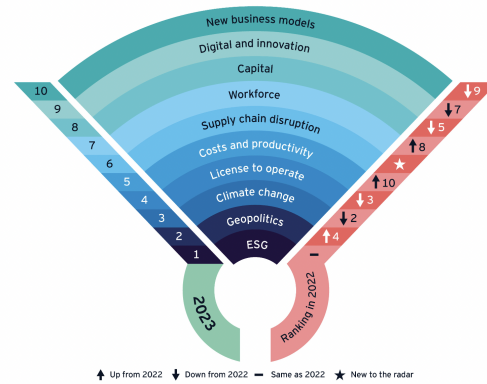 New business models
Digital and innovation
Capital
Workforce
Supply chain disruption
Costs and productivity
License to operate
Climate change
Geopolitics
ESG
10
9
8
7
6
5
4
3
2
1
9
7
5
8
10
3
2
4
2023
Ranking in 2022
Up from 2022
Down from 2022
Same as 2022
New to the radar